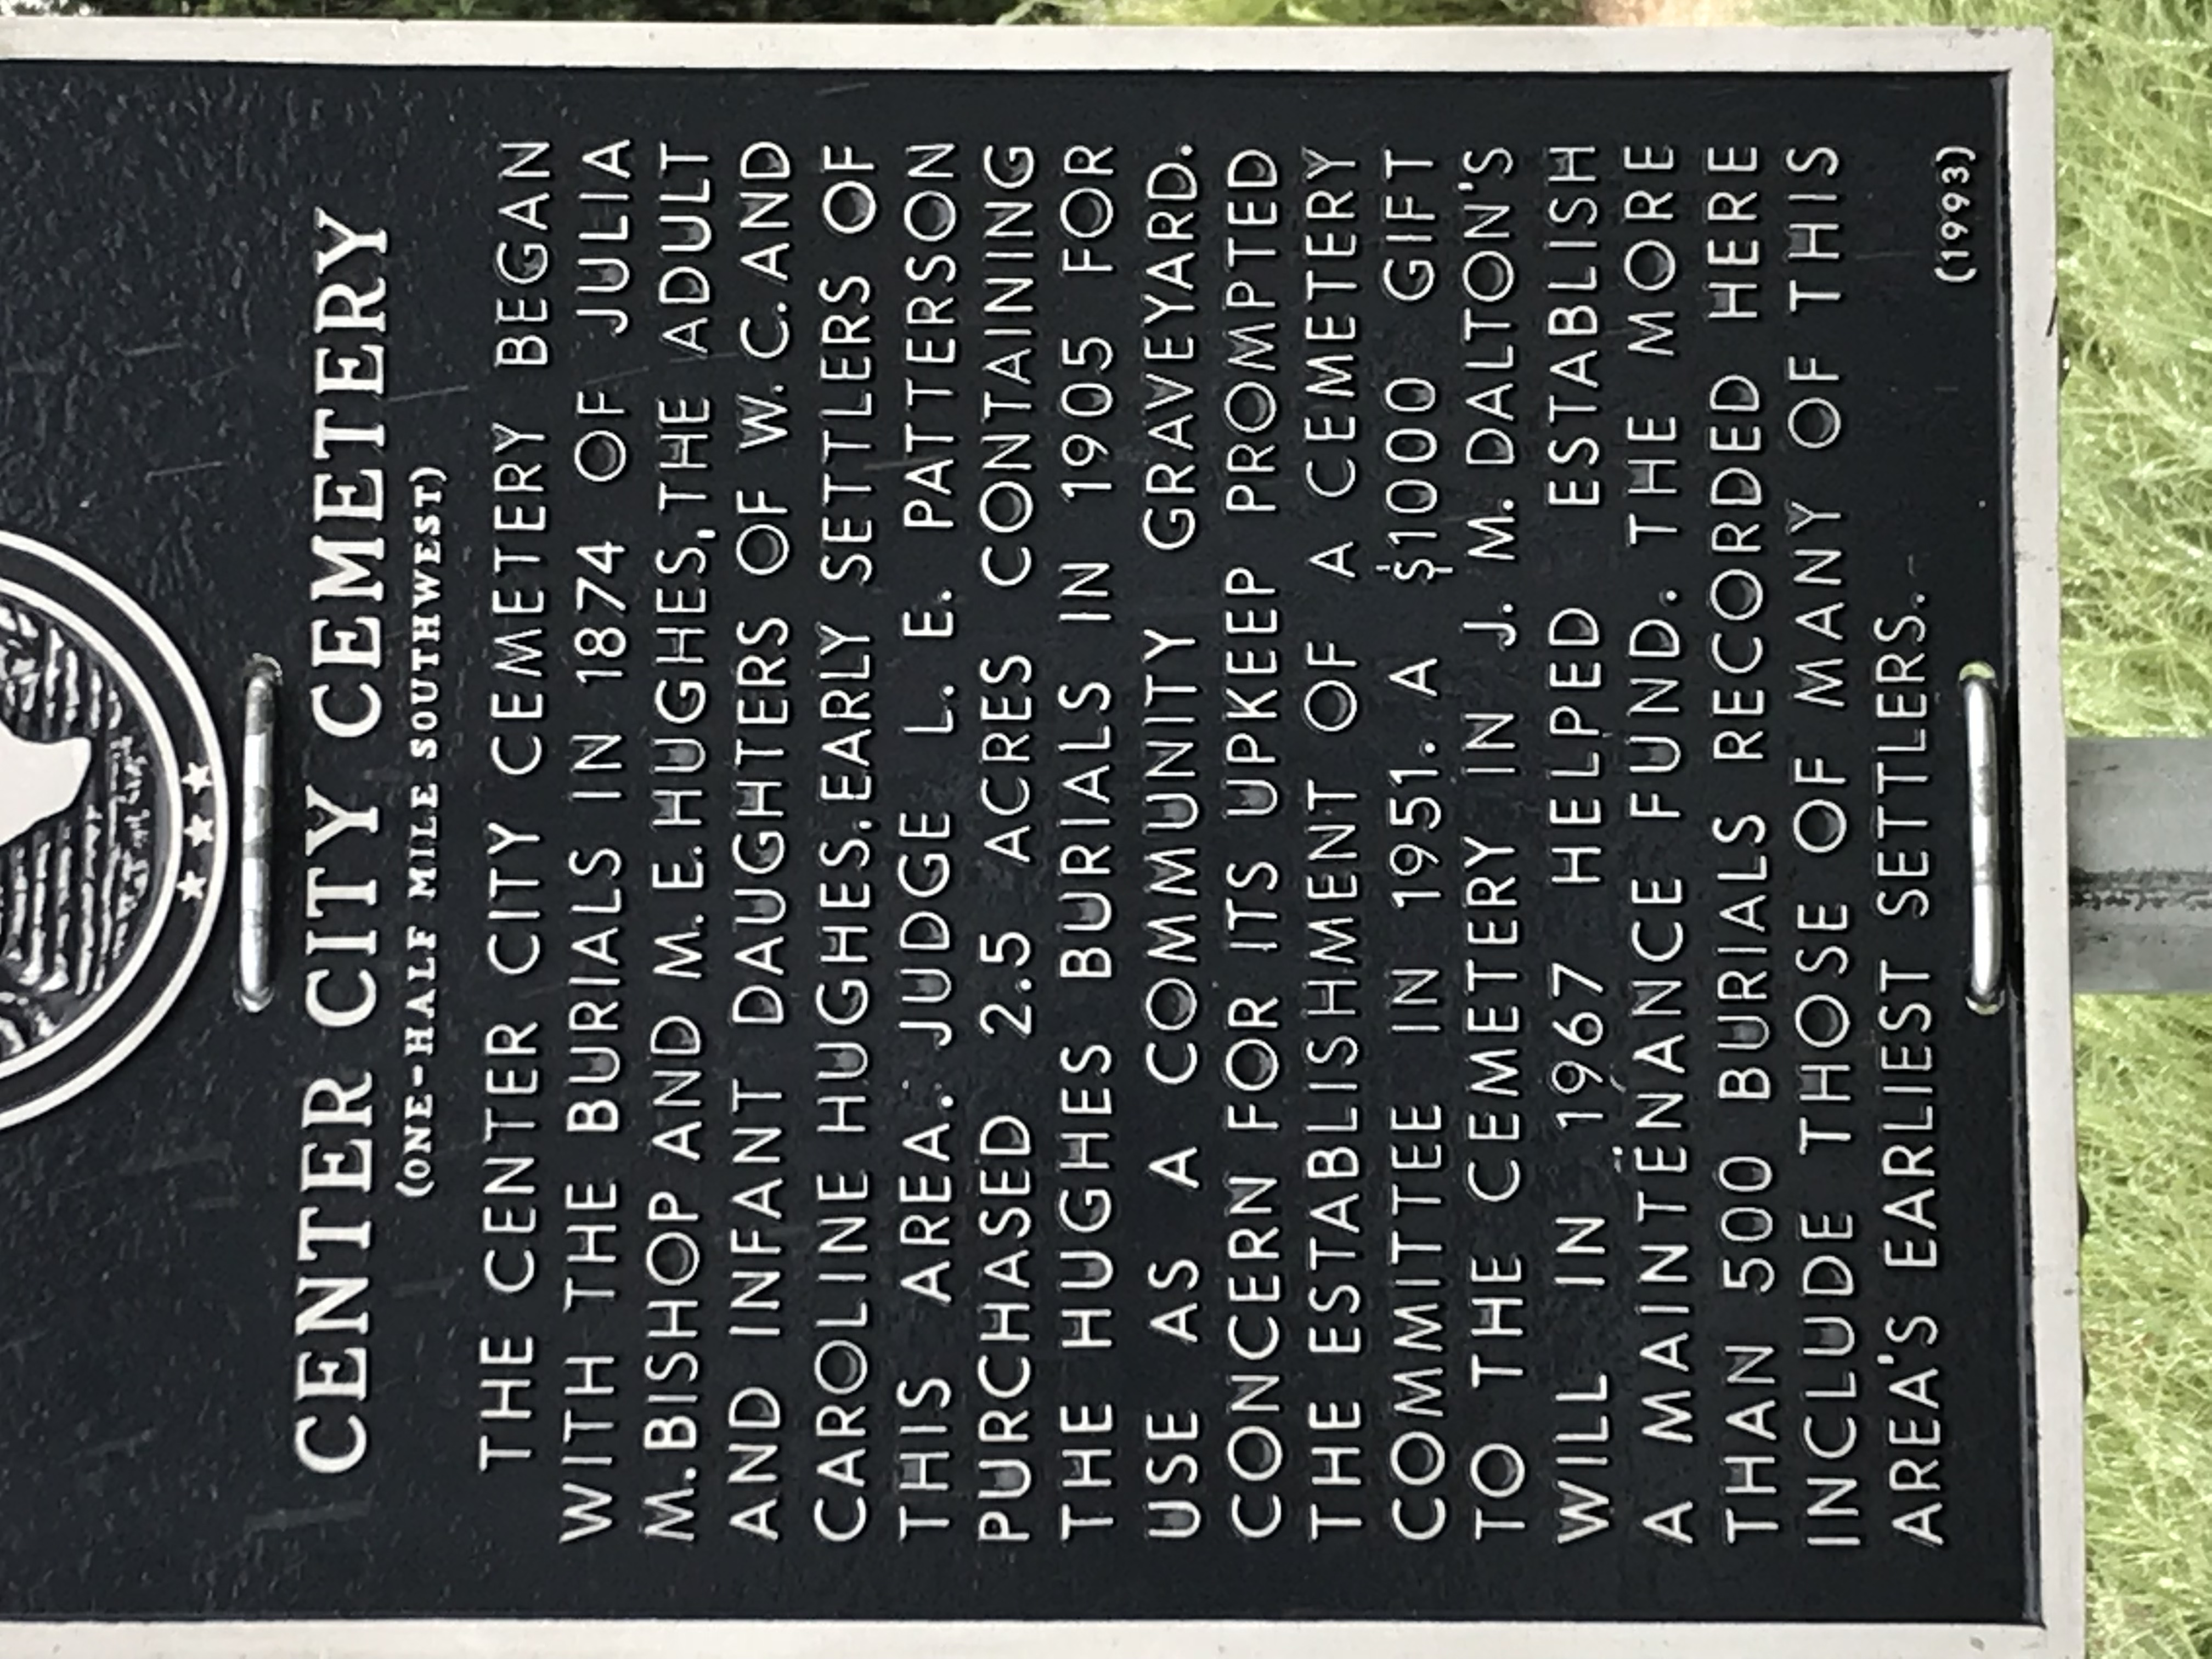 CENTER CITY CEMETERY
(ONE-HALF MILE SOUTHWEST)
THE CENTER CITY CEMETERY BEGAN
WITH THE BURIALS IN 1874 OF JULIA
M. BISHOP AND M. E. HUGHES, THE ADULT
AND INFANT DAUGHTERS OF W. C. AND
CAROLINE HUGHES, EARLY SETTLERS OF
THIS AREA. JUDGE L. E. PATTERSON
PURCHASED 2.5 ACRES CONTAINING
THE HUGHES BURIALS IN 1905 FOR
USE AS A COMMUNITY GRAVEYARD.
CONCERN FOR ITS UPKEEP PROMPTED
THE ESTABLISHMENT OF A CEMETERY
COMMITTEE IN 1951. A $1000 GIFT
TO THE CEMETERY IN J. M. DALTON'S
WILL IN 1967 HELPED ESTABLISH
A MAINTENANCE FUND. THE MORE
THAN 500 BURIALS RECORDED HERE
INCLUDE THOSE OF MANY OF THIS
AREA'S EARLIEST SETTLERS.
(1993)